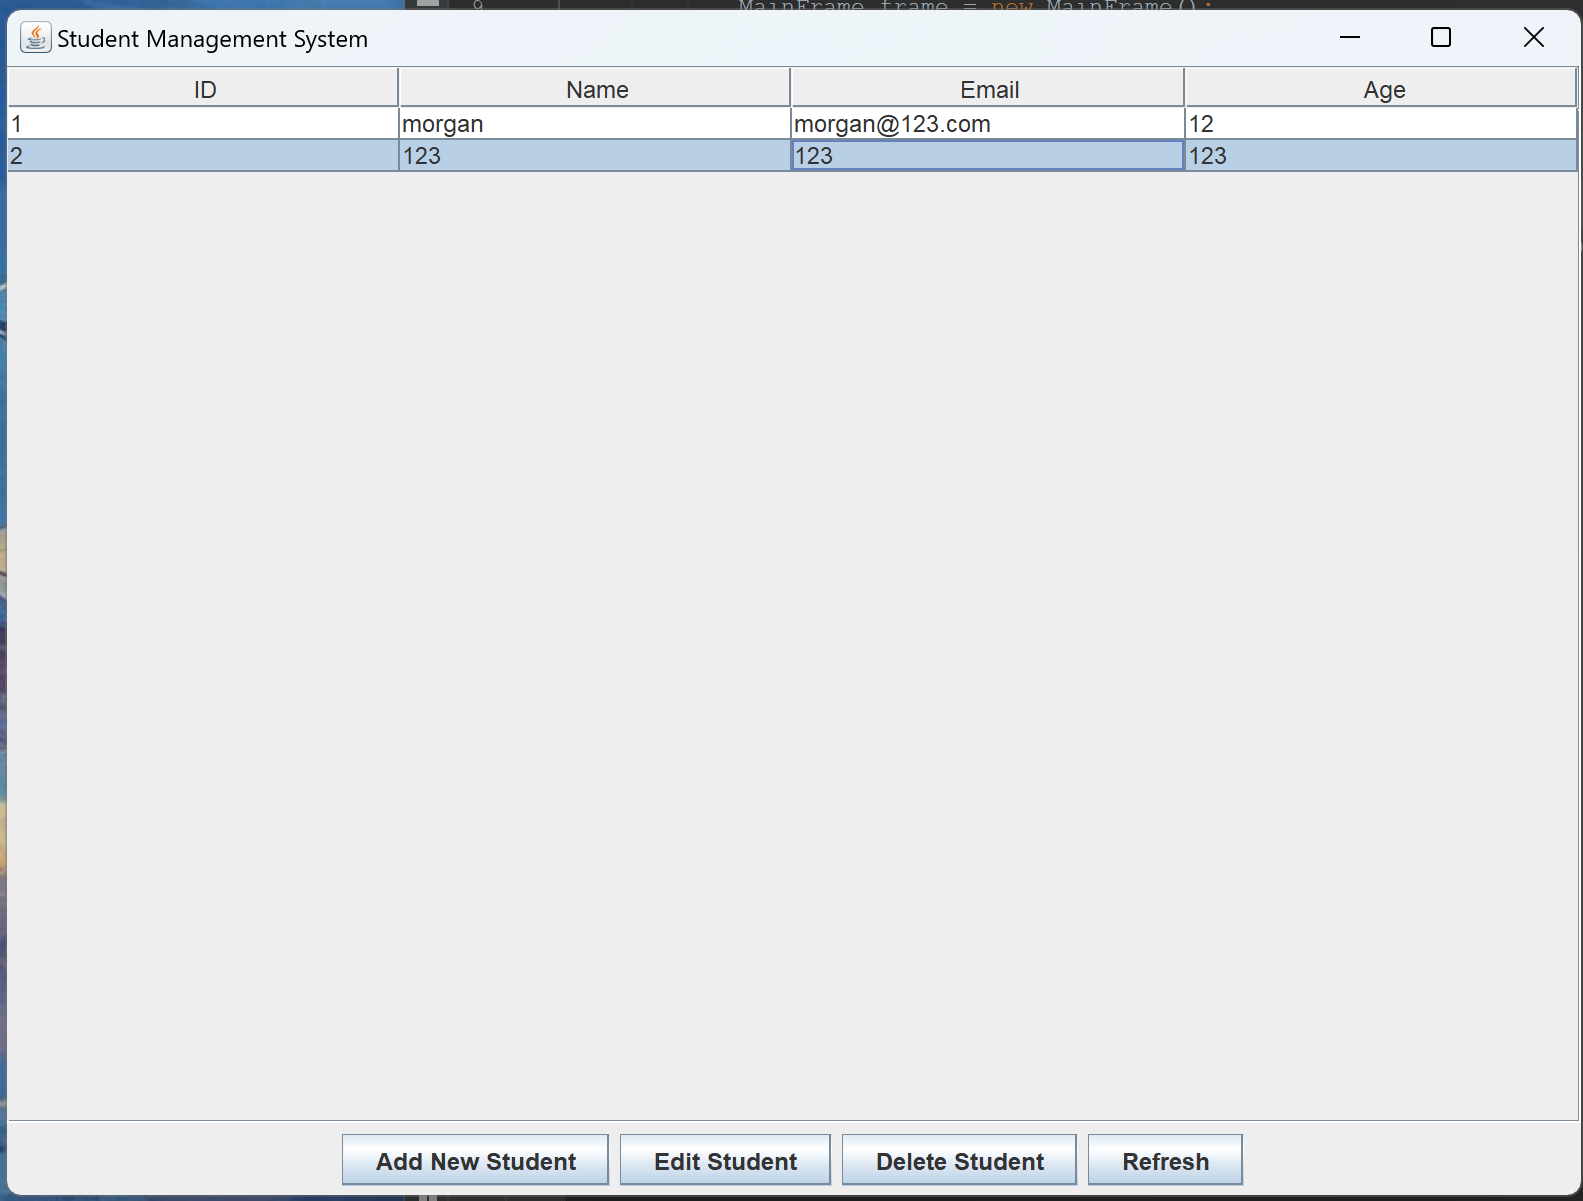 9 MainFrame frame = new MainFrame();
Student Management System
ID Name Email Age
1 morgan morgan@123.com 12
2 123 123 123
Add New Student Edit Student Delete Student Refresh